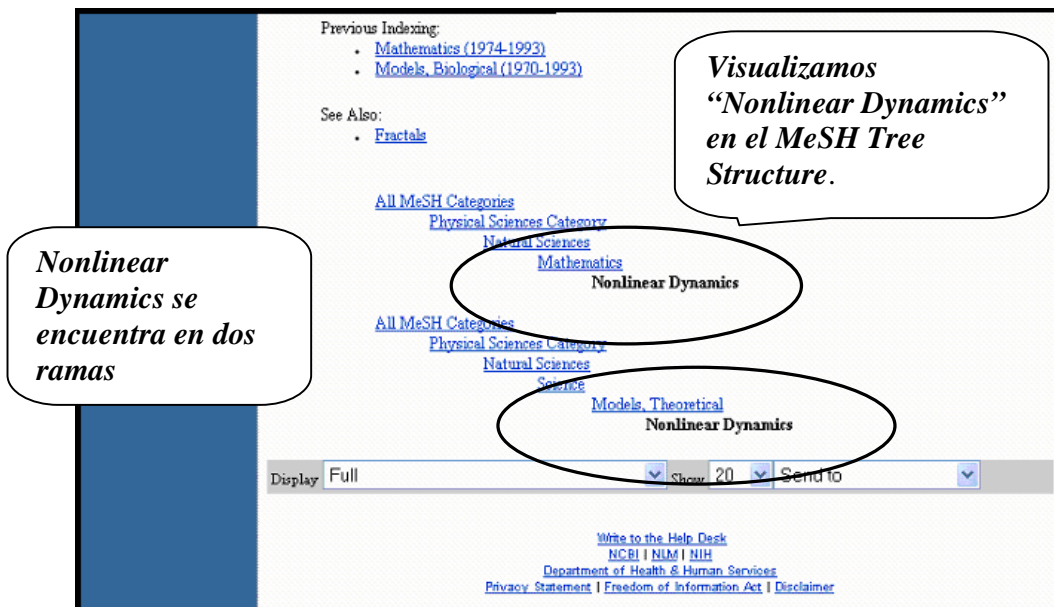 Previous Indexing:
Mathematics (1974-1993)
Models, Biological (1970-1993)
See Also:
Fractals
Visualizamos
“Nonlinear Dynamics”
en el MeSH Tree
Structure.
All MeSH Categories
Physical Sciences Category
Natural Sciences
Mathematics
Nonlinear Dynamics
Nonlinear
Dynamics se
encuentra en dos
ramas
All MeSH Categories
Physical Sciences Category
Natural Sciences
Science
Models, Theoretical
Nonlinear Dynamics
Display Full Show 20 Send to
Write to the Help Desk
NCBI | NLM | NIH
Department of Health & Human Services
Privacy Statement | Freedom of Information Act | Disclaimer